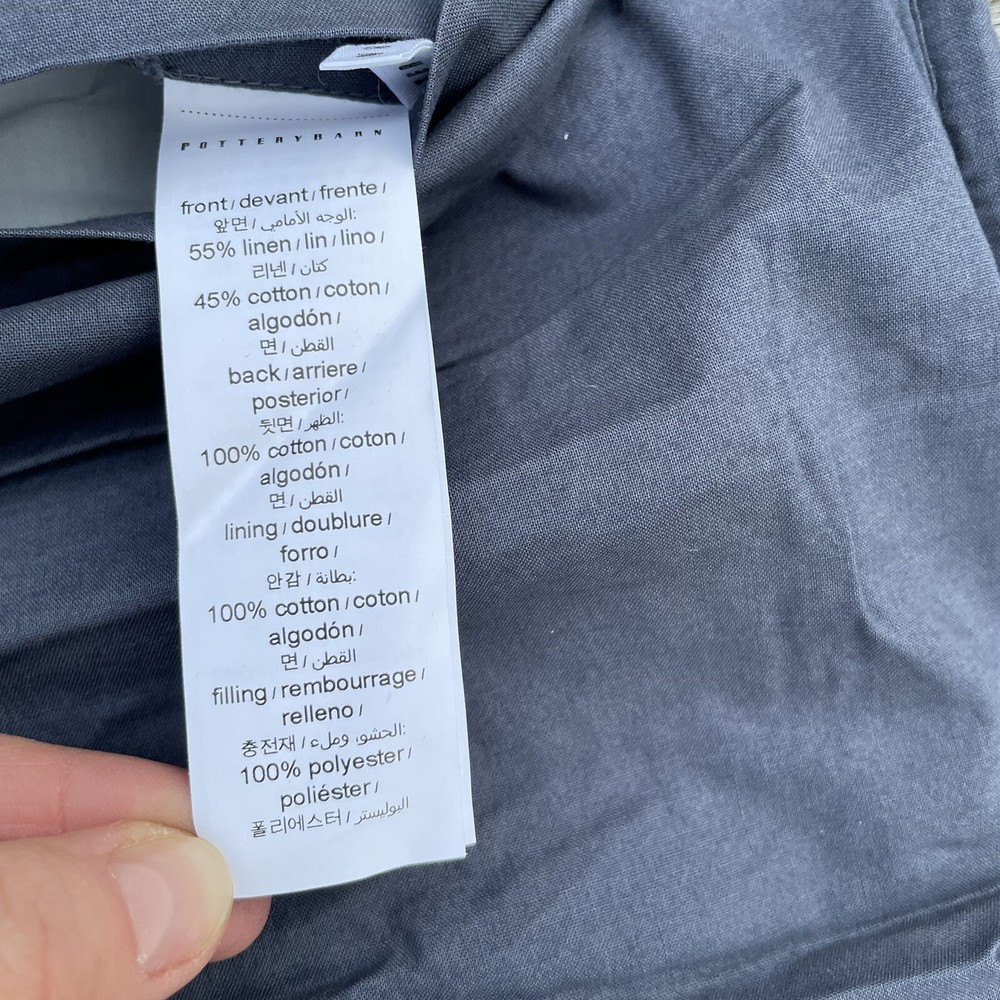 POTTERYBARN
front / devant / frente /
앞면 / الوجه الأمامي:
55% linen / lin / lino /
리넨 / كتان
45% cotton / coton /
algodón /
면 / القطن
back / arriere /
posterior /
뒷면 / الظهر:
100% cotton / coton /
algodón /
면 / القطن
lining / doublure /
forro /
안감 / بطانة:
100% cotton / coton /
algodón /
면 / القطن
filling / rembourrage /
relleno /
충전재 / الحشو، وملء:
100% polyester /
poliéster /
폴리에스터 / البوليستر